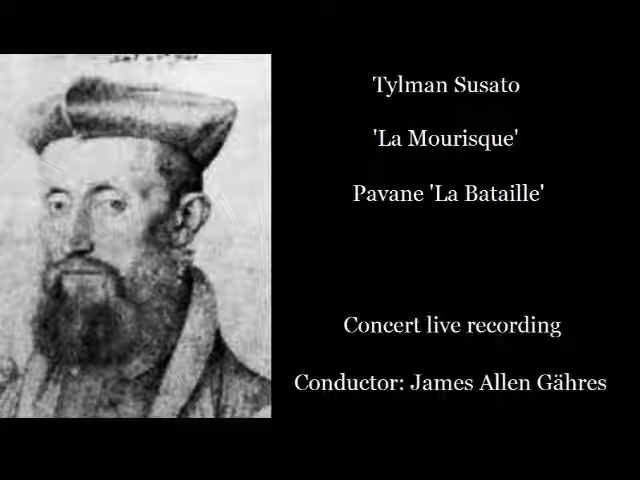 Tylman Susato
'La Mourisque'
Pavane 'La Bataille'
Concert live recording
Conductor: James Allen Gähres